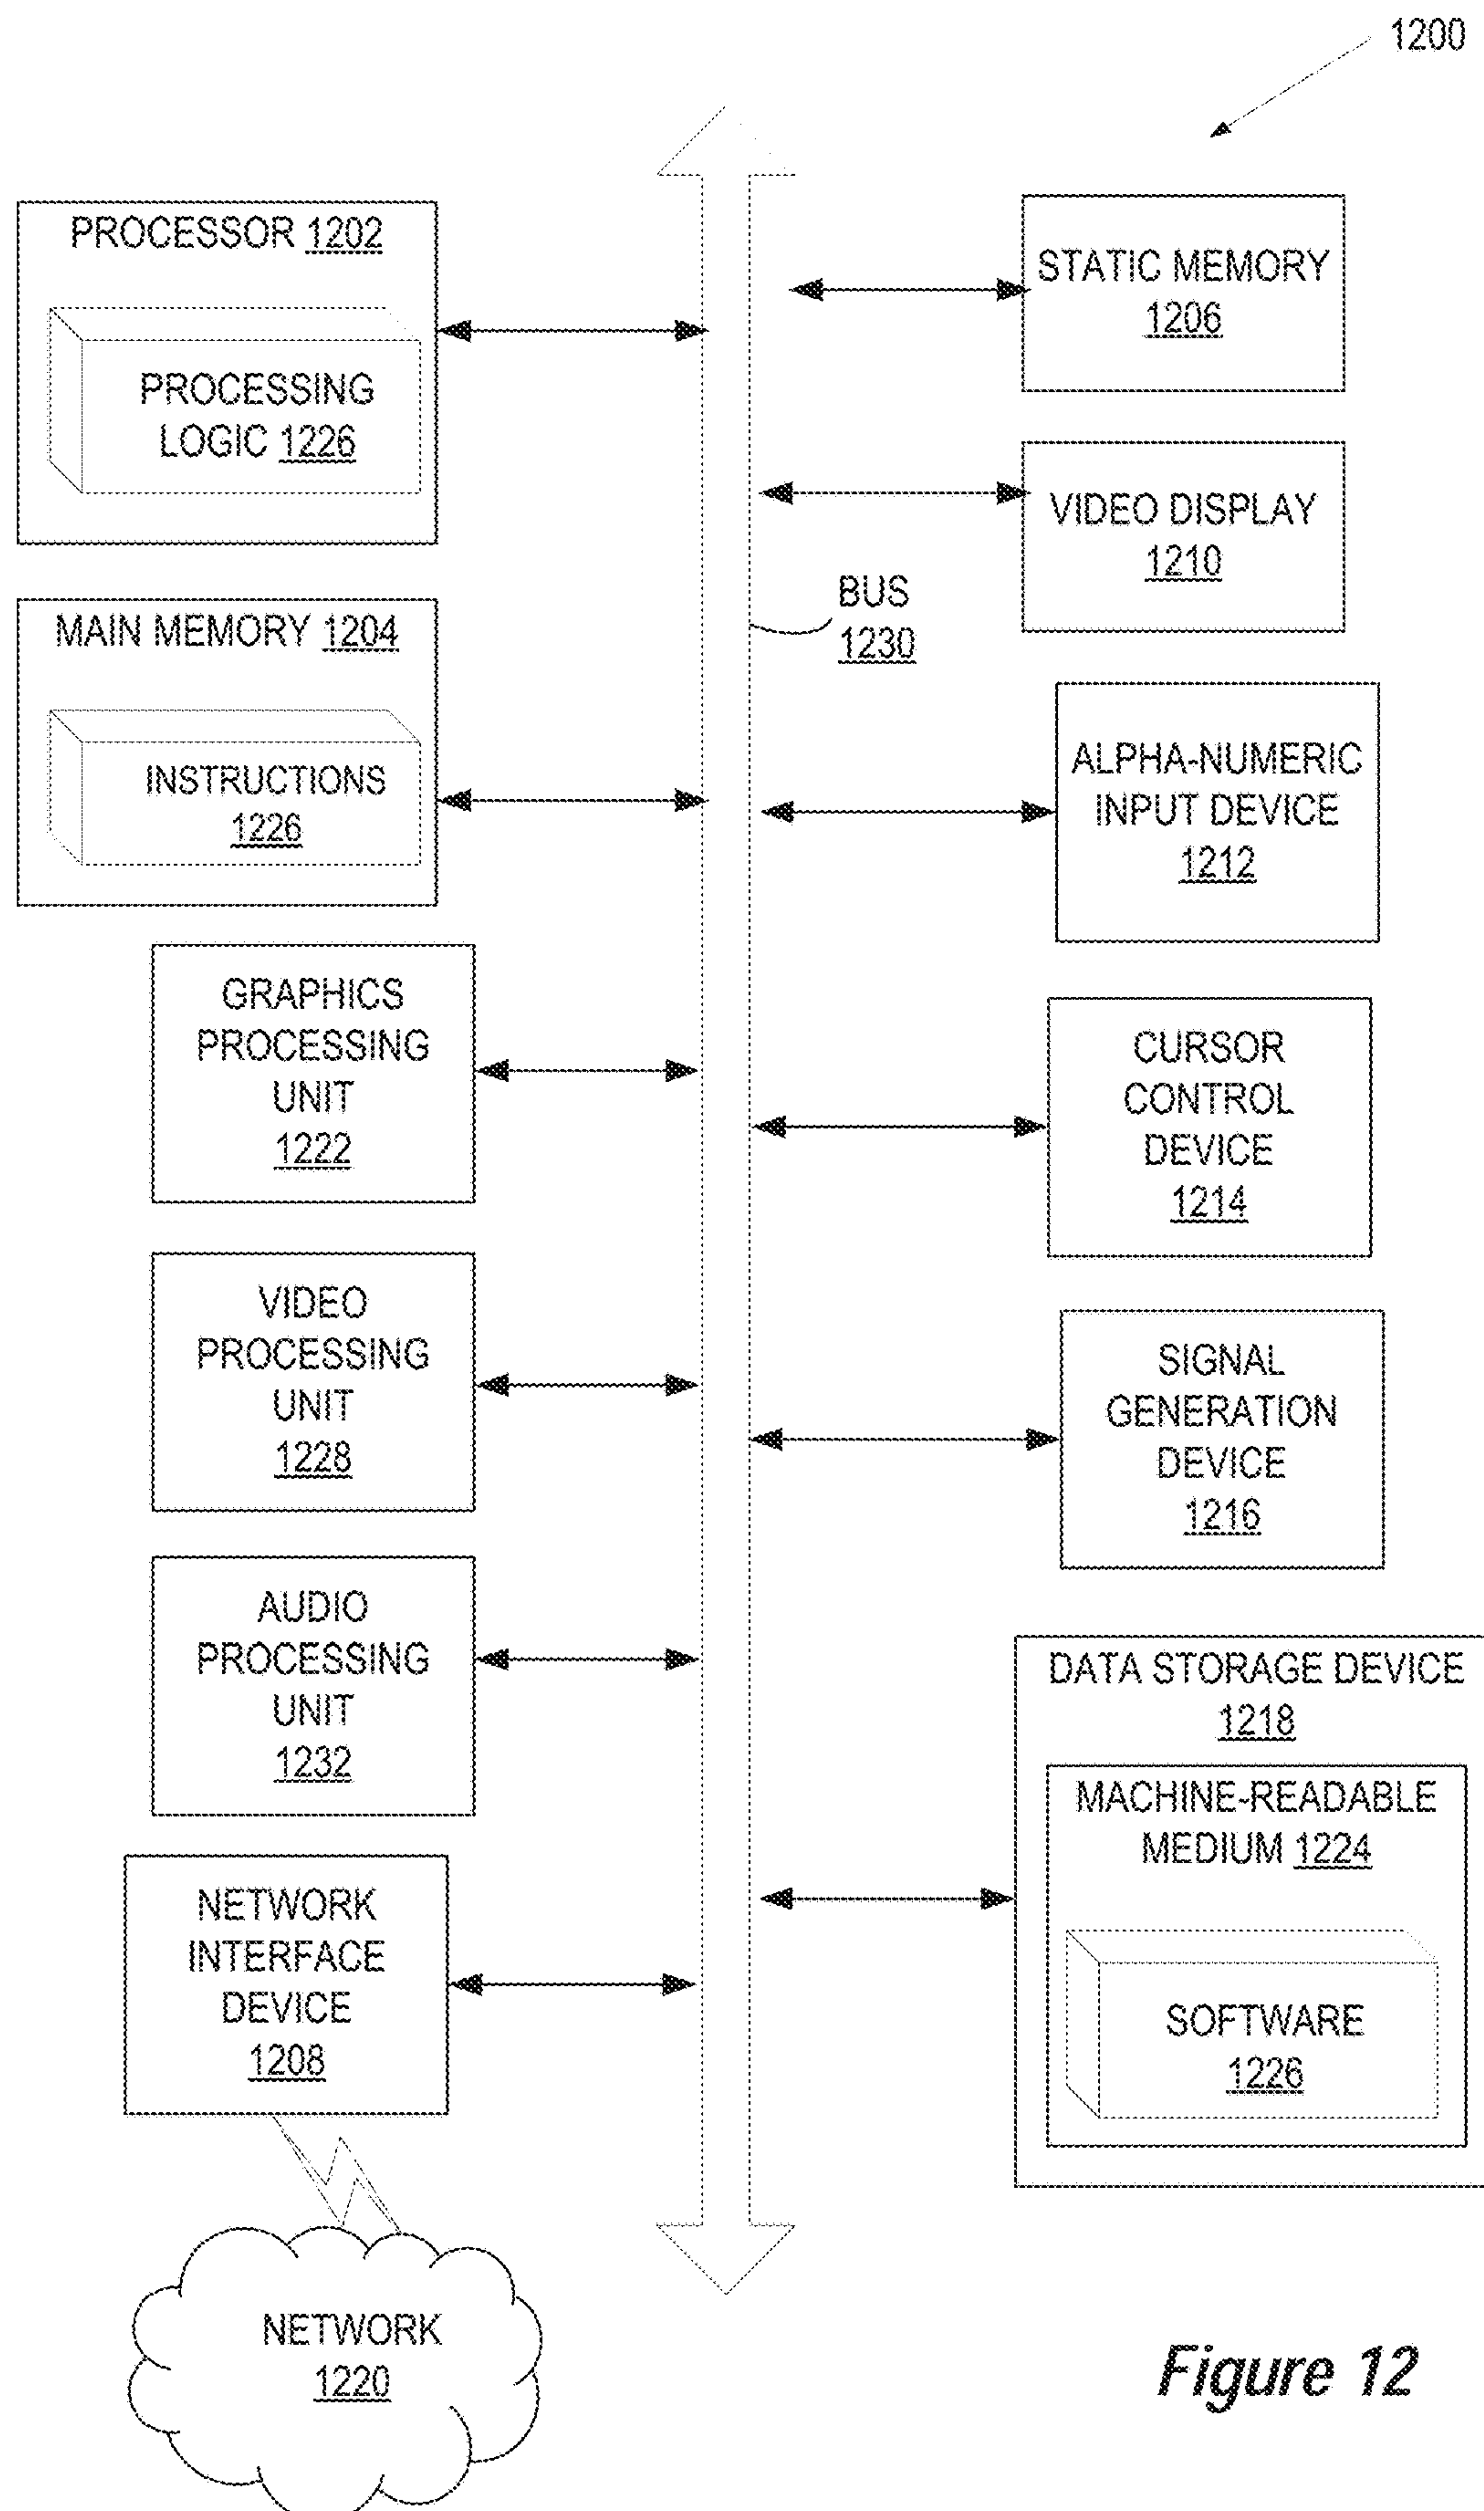 1200
PROCESSOR 1202
PROCESSING
LOGIC 1226
MAIN MEMORY 1204
INSTRUCTIONS
1226
GRAPHICS
PROCESSING
UNIT
1222
VIDEO
PROCESSING
UNIT
1228
AUDIO
PROCESSING
UNIT
1232
NETWORK
INTERFACE
DEVICE
1208
NETWORK
1220
BUS
1230
STATIC MEMORY
1206
VIDEO DISPLAY
1210
ALPHA-NUMERIC
INPUT DEVICE
1212
CURSOR
CONTROL
DEVICE
1214
SIGNAL
GENERATION
DEVICE
1216
DATA STORAGE DEVICE
1218
MACHINE-READABLE
MEDIUM 1224
SOFTWARE
1226
Figure 12